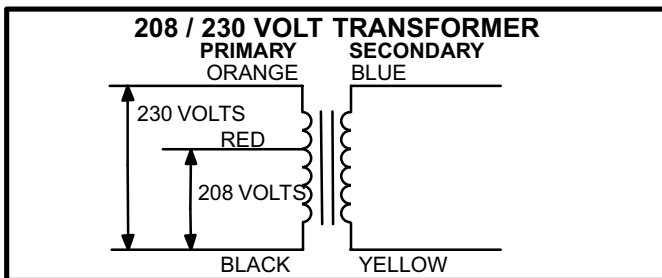 208 / 230 VOLT TRANSFORMER
PRIMARY SECONDARY
ORANGE BLUE
230 VOLTS
RED
208 VOLTS
BLACK YELLOW